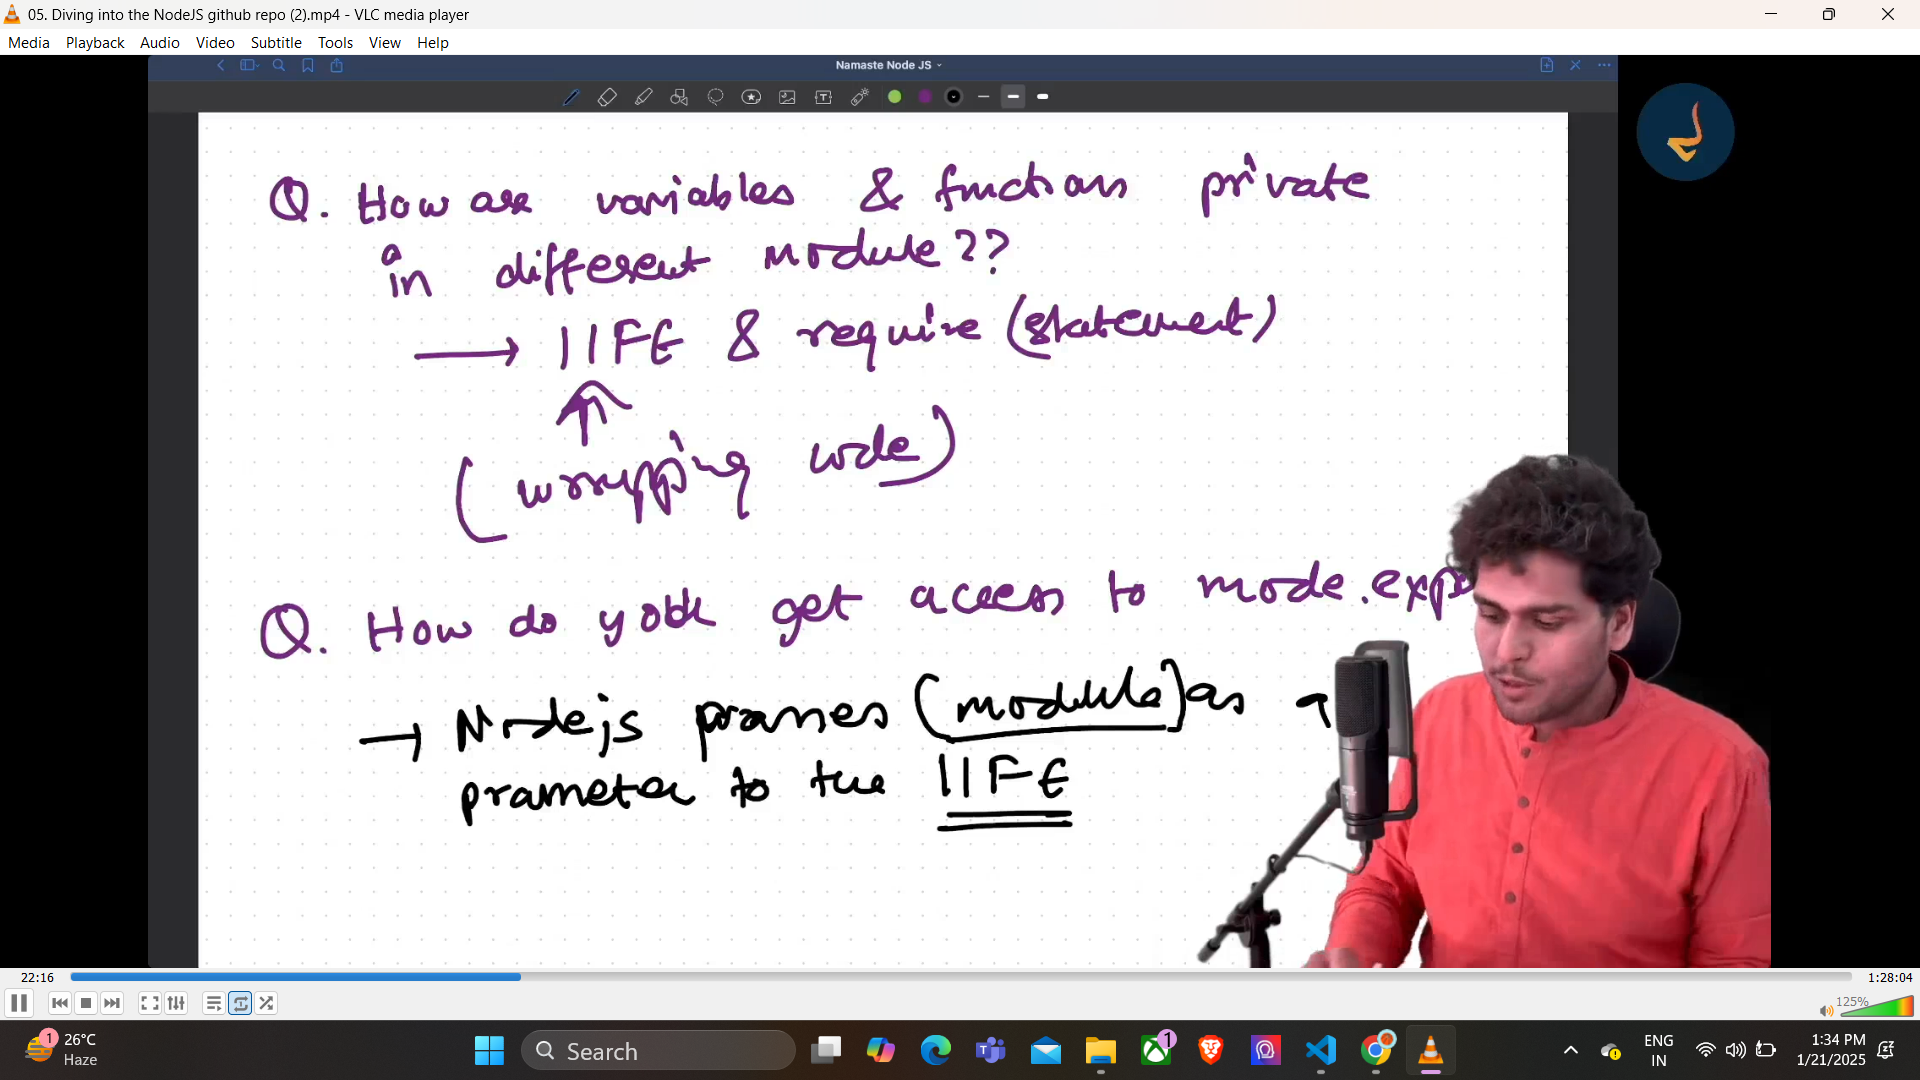 05. Diving into the NodeJS github repo (2).mp4 - VLC media player
Media Playback Audio Video Subtitle Tools View Help
Namaste Node JS
Q. How are variables & functions private
in different module??
→ IIFE & require (statement)
(wrapping code)
Q. How do you get access to mode.exp
→ Nodejs passes (module) as a
prameter to the IIFE
22:16
1:28:04
125%
1
26°C
Haze
Search
1
ENG
IN
1:34 PM
1/21/2025